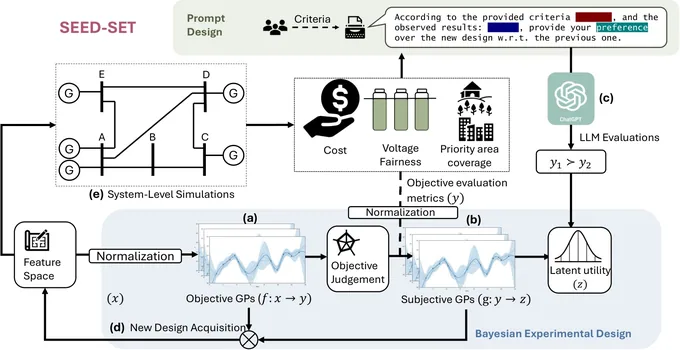 SEED-SET
Prompt
Design
Criteria
According to the provided criteria , and the
observed results: , provide your preference
over the new design w.r.t. the previous one.
E
D
G
G
A
B
C
G
G
G
(e) System-Level Simulations
Cost
Voltage
Fairness
Priority area
coverage
ChatGPT
(c)
LLM Evaluations
y₁ ≻ y₂
Objective evaluation
metrics (y)
Normalization
Feature
Space
Normalization
(x)
(a)
Objective GPs (f: x → y)
Objective
Judgement
(b)
Subjective GPs (g: y → z)
Latent utility
(z)
(d) New Design Acquisition
Bayesian Experimental Design